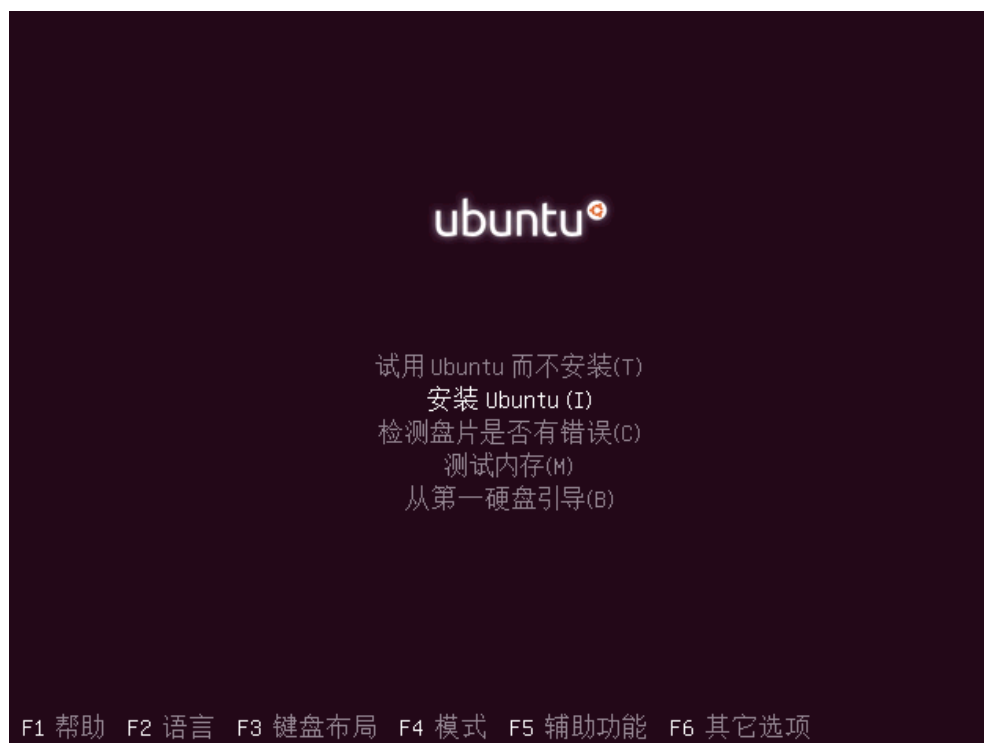 ubuntu
试用 Ubuntu 而不安装(T)
安装 Ubuntu (I)
检测盘片是否有错误(C)
测试内存(M)
从第一硬盘引导(B)
F1 帮助 F2 语言 F3 键盘布局 F4 模式 F5 辅助功能 F6 其它选项